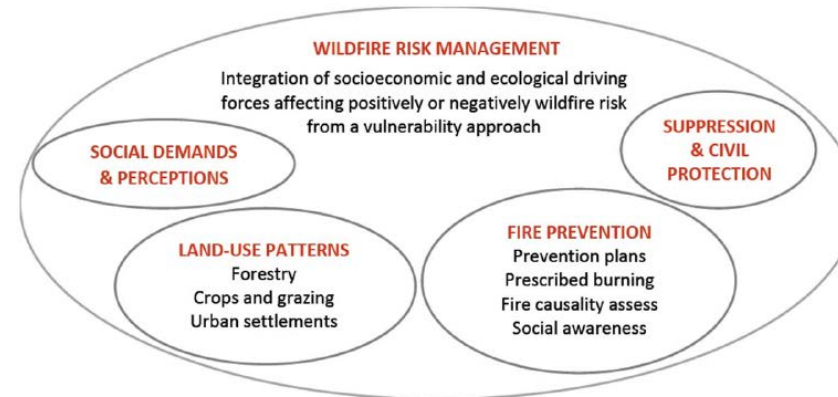 WILDFIRE RISK MANAGEMENT
Integration of socioeconomic and ecological driving
forces affecting positively or negatively wildfire risk
from a vulnerability approach
SOCIAL DEMANDS
& PERCEPTIONS
SUPPRESSION
& CIVIL
PROTECTION
LAND-USE PATTERNS
Forestry
Crops and grazing
Urban settlements
FIRE PREVENTION
Prevention plans
Prescribed burning
Fire causality assess
Social awareness